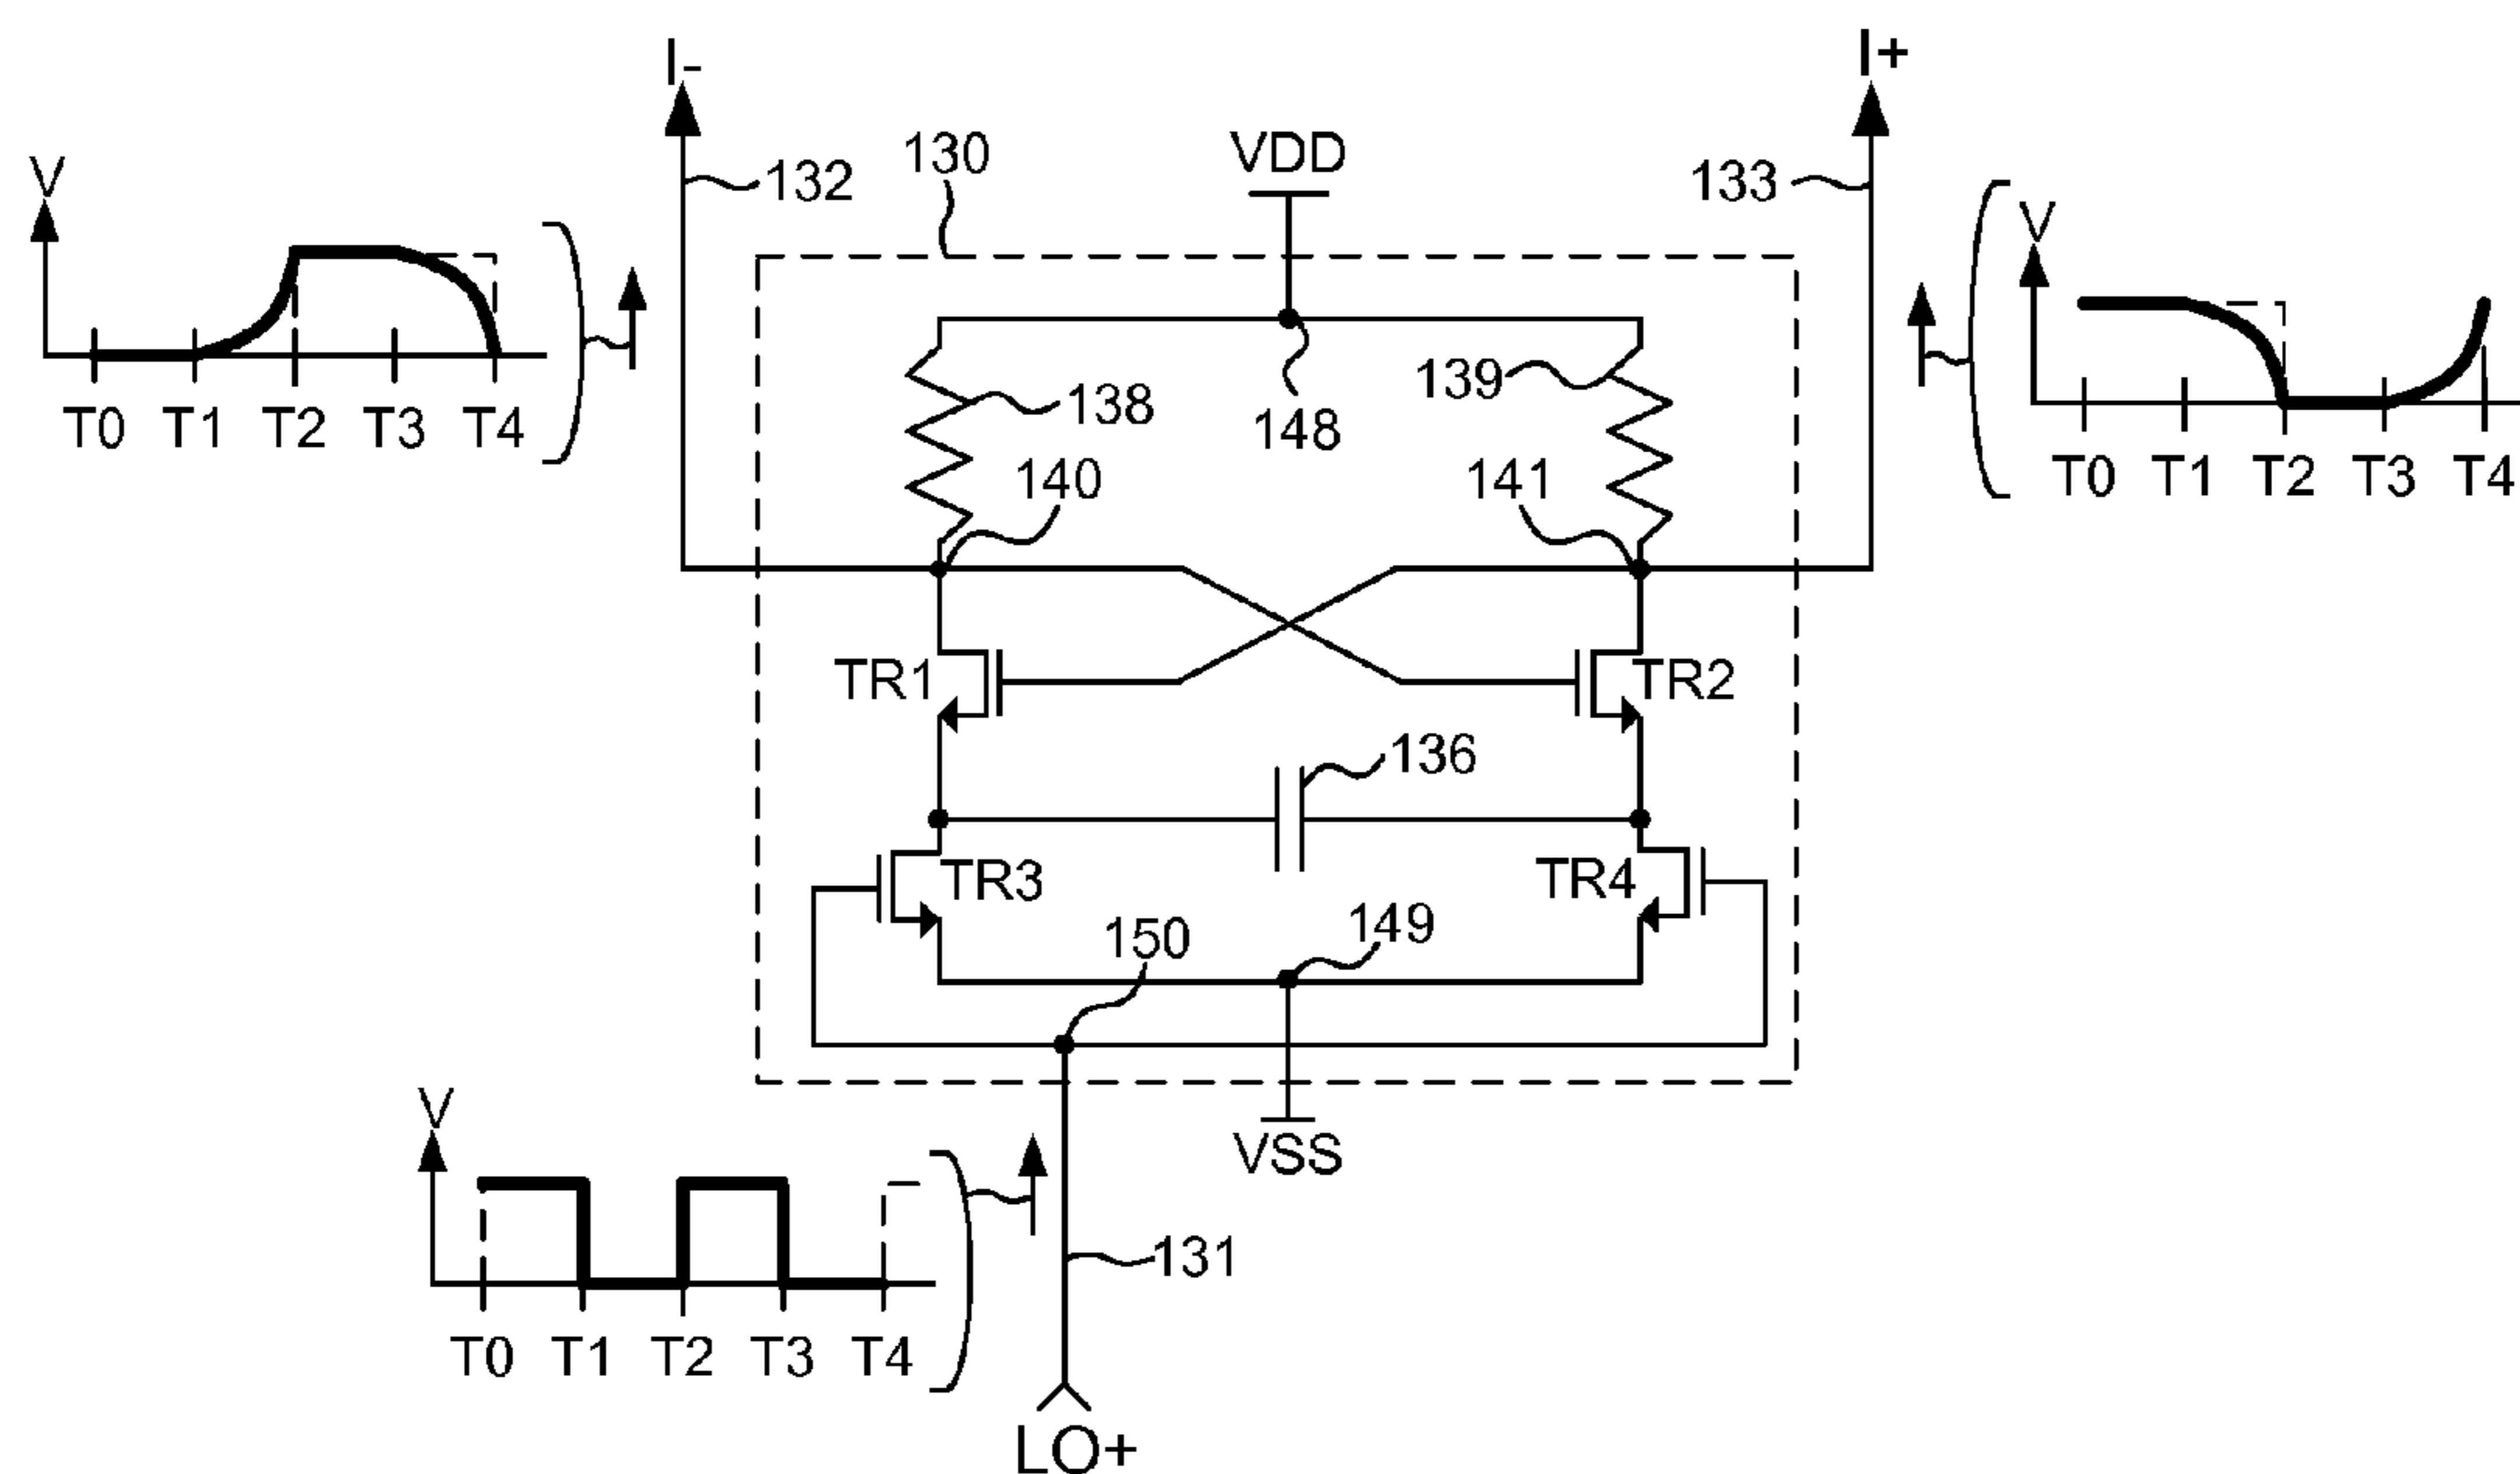 I-
I+
130
VDD
V
132
133
V
138
139
148
T0 T1 T2 T3 T4
140
141
T0 T1 T2 T3 T4
TR1
TR2
136
TR3
TR4
150
149
V
VSS
131
T0 T1 T2 T3 T4
LO+